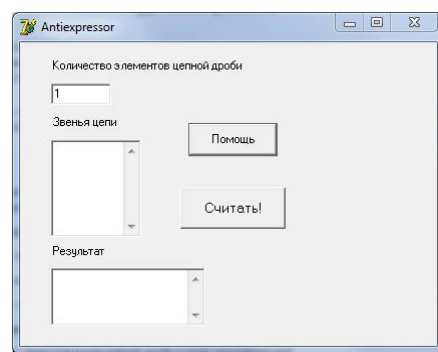 Antiexpressor
Количество элементов цепной дроби
1
Звенья цепи
Помощь
Считать!
Результат